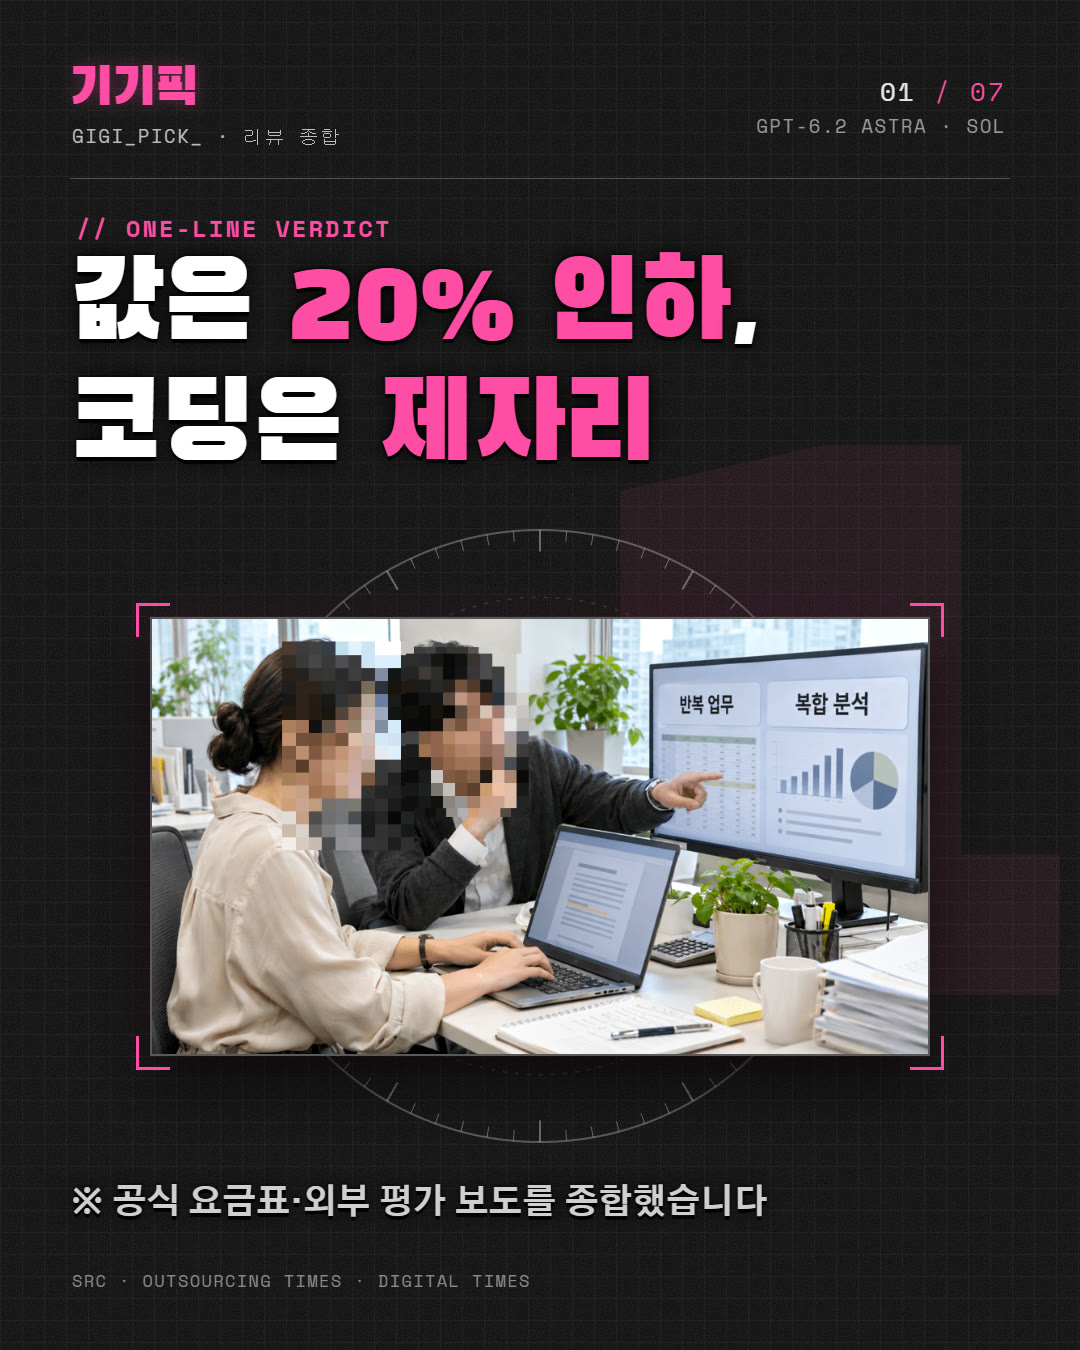 기기픽
GIGI_PICK_ · 리뷰 종합
01 / 07
GPT-6.2 ASTRA · SOL
// ONE-LINE VERDICT
값은 20% 인하,
코딩은 제자리
반복 업무
복합 분석
※ 공식 요금표·외부 평가 보도를 종합했습니다
SRC · OUTSOURCING TIMES · DIGITAL TIMES